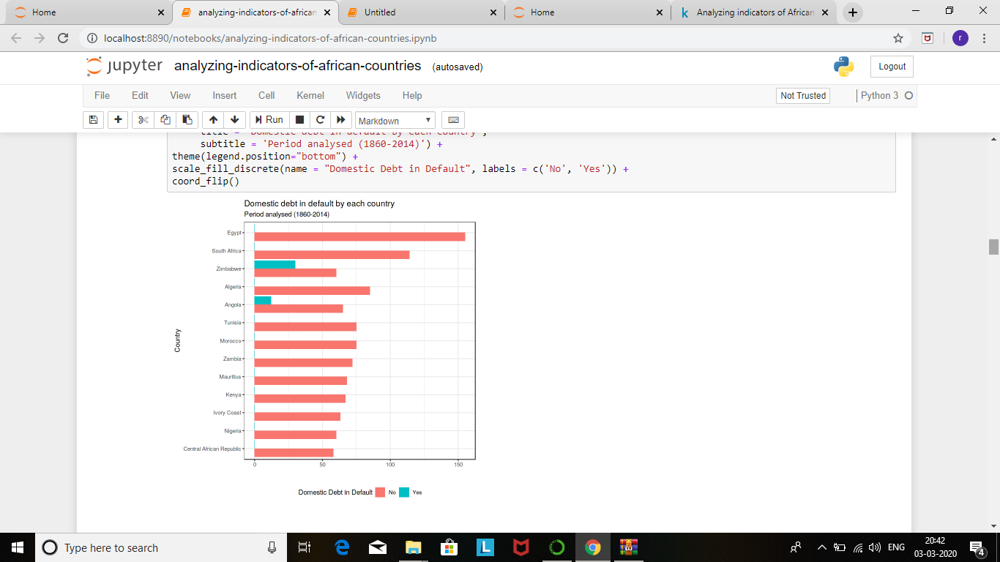 Home
analyzing-indicators-of-african
Untitled
Home
Analyzing indicators of African
localhost:8890/notebooks/analyzing-indicators-of-african-countries.ipynb
r
jupyter analyzing-indicators-of-african-countries (autosaved)
Logout
File Edit View Insert Cell Kernel Widgets Help
Not Trusted
Python 3
Run
Markdown
title = 'Domestic debt in default by each country',
subtitle = 'Period analysed (1860-2014)') +
theme(legend.position="bottom") +
scale_fill_discrete(name = "Domestic Debt in Default", labels = c('No', 'Yes')) +
coord_flip()
Domestic debt in default by each country
Period analysed (1860-2014)
Egypt
South Africa
Zimbabwe
Algeria
Angola
Tunisia
Morocco
Zambia
Mauritius
Kenya
Ivory Coast
Nigeria
Central African Republic
Country
0 50 100 150
Domestic Debt in Default No Yes
Type here to search
L
ENG
20:42
03-03-2020
4